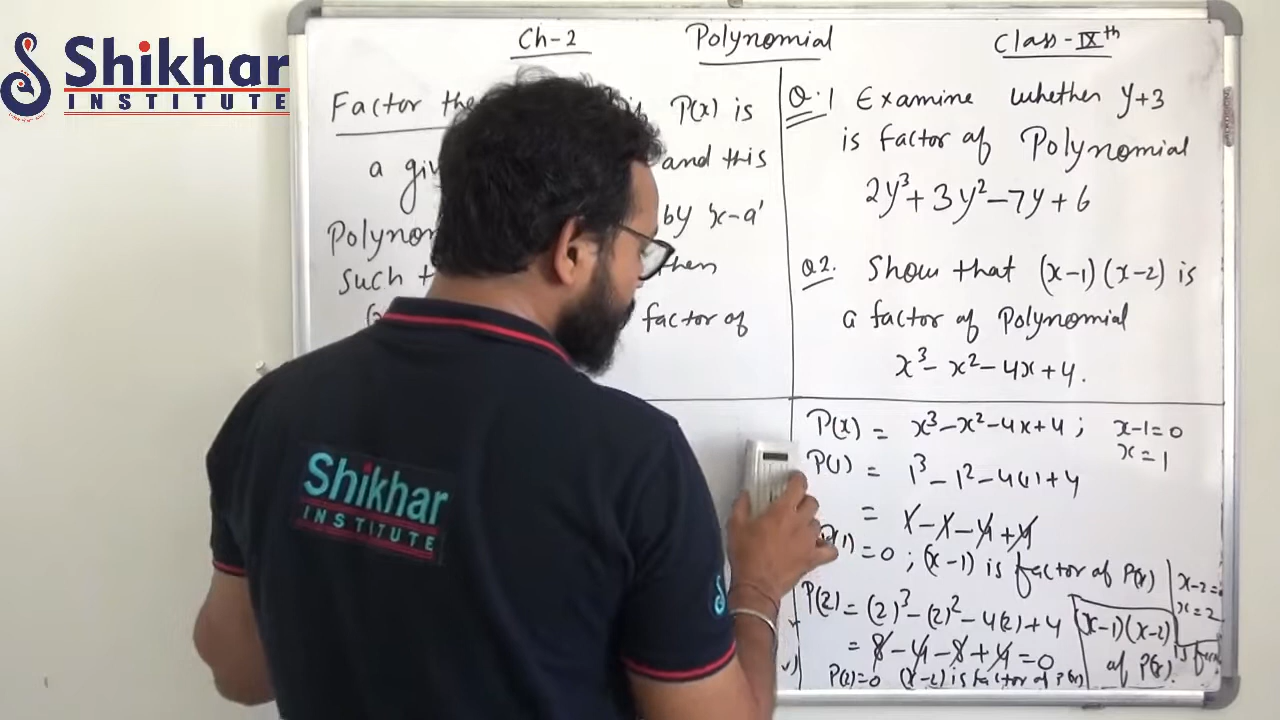 Shikhar
INSTITUTE
Ch-2 Polynomial Class-IXth
Factor the P(x) is
a giv and this
Polynom by 'x-a'
such t then
factor of
Q.1 Examine whether y+3
is factor of Polynomial
2y³+3y²-7y+6
Q2. Show that (x-1)(x-2) is
a factor of Polynomial
x³-x²-4x+4.
P(x) = x³-x²-4x+4; x-1=0
x=1
P(1) = 1³-1²-4(1)+4
= 1-1-4+4
P(1)=0; (x-1) is factor of P(x)
x-2=
x=2
P(2)=(2)³-(2)²-4(2)+4
=8-4-8+4=0
P(2)=0 (x-2) is factor of P(x)
(x-1)(x-2)
is
of P(x).
Shikhar
INSTITUTE